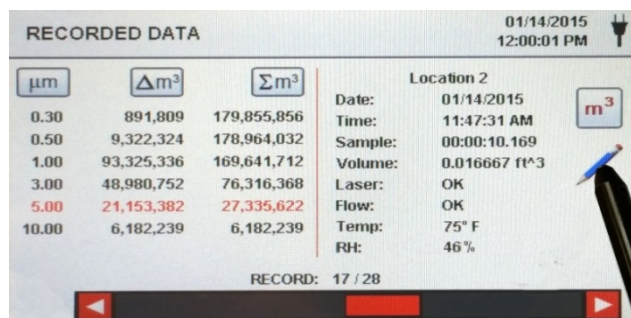 RECORDED DATA
01/14/2015
12:00:01 PM
µm Δm³ Σm³
0.30 891,809 179,855,856
0.50 9,322,324 178,964,032
1.00 93,325,336 169,641,712
3.00 48,980,752 76,316,368
5.00 21,153,382 27,335,622
10.00 6,182,239 6,182,239
Location 2
Date: 01/14/2015
Time: 11:47:31 AM
Sample: 00:00:10.169
Volume: 0.016667 ft^3
Laser: OK
Flow: OK
Temp: 75° F
RH: 46%
m³
RECORD: 17 / 28